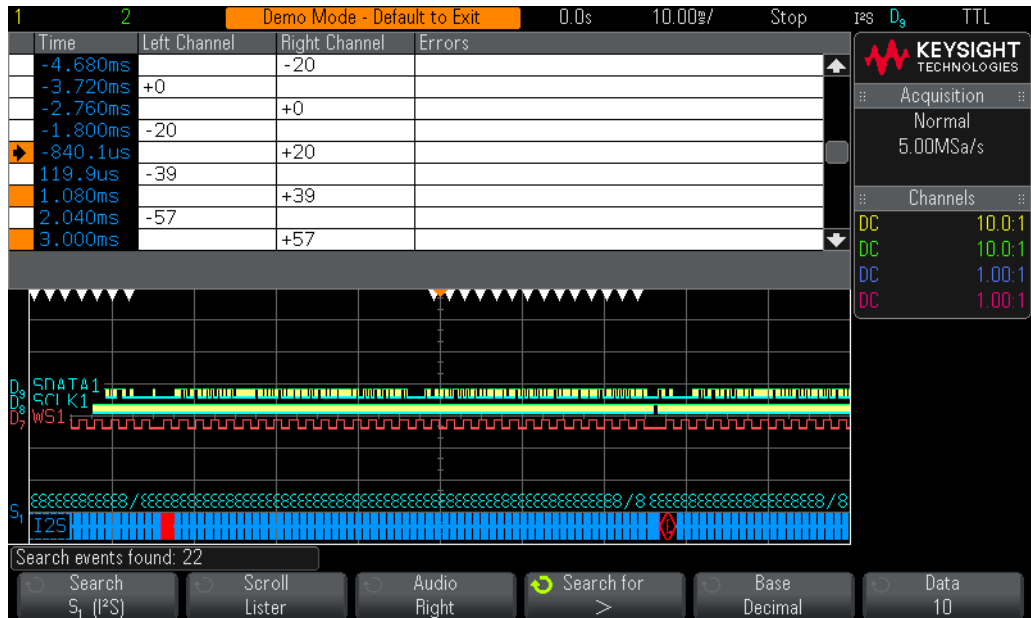 1 2 Demo Mode - Default to Exit 0.0s 10.00㎳/ Stop I²S D₉ TTL
Time Left Channel Right Channel Errors
-4.680ms -20
-3.720ms +0
-2.760ms +0
-1.800ms -20
-840.1us +20
119.9us -39
1.080ms +39
2.040ms -57
3.000ms +57
KEYSIGHT
TECHNOLOGIES
Acquisition
Normal
5.00MSa/s
Channels
DC 10.0:1
DC 10.0:1
DC 1.00:1
DC 1.00:1
D₉ SDATA1
D₈ SCLK1
D₇ WS1
S₁ I2S
Search events found: 22
Search Scroll Audio Search for Base Data
S₁ (I²S) Lister Right > Decimal 10